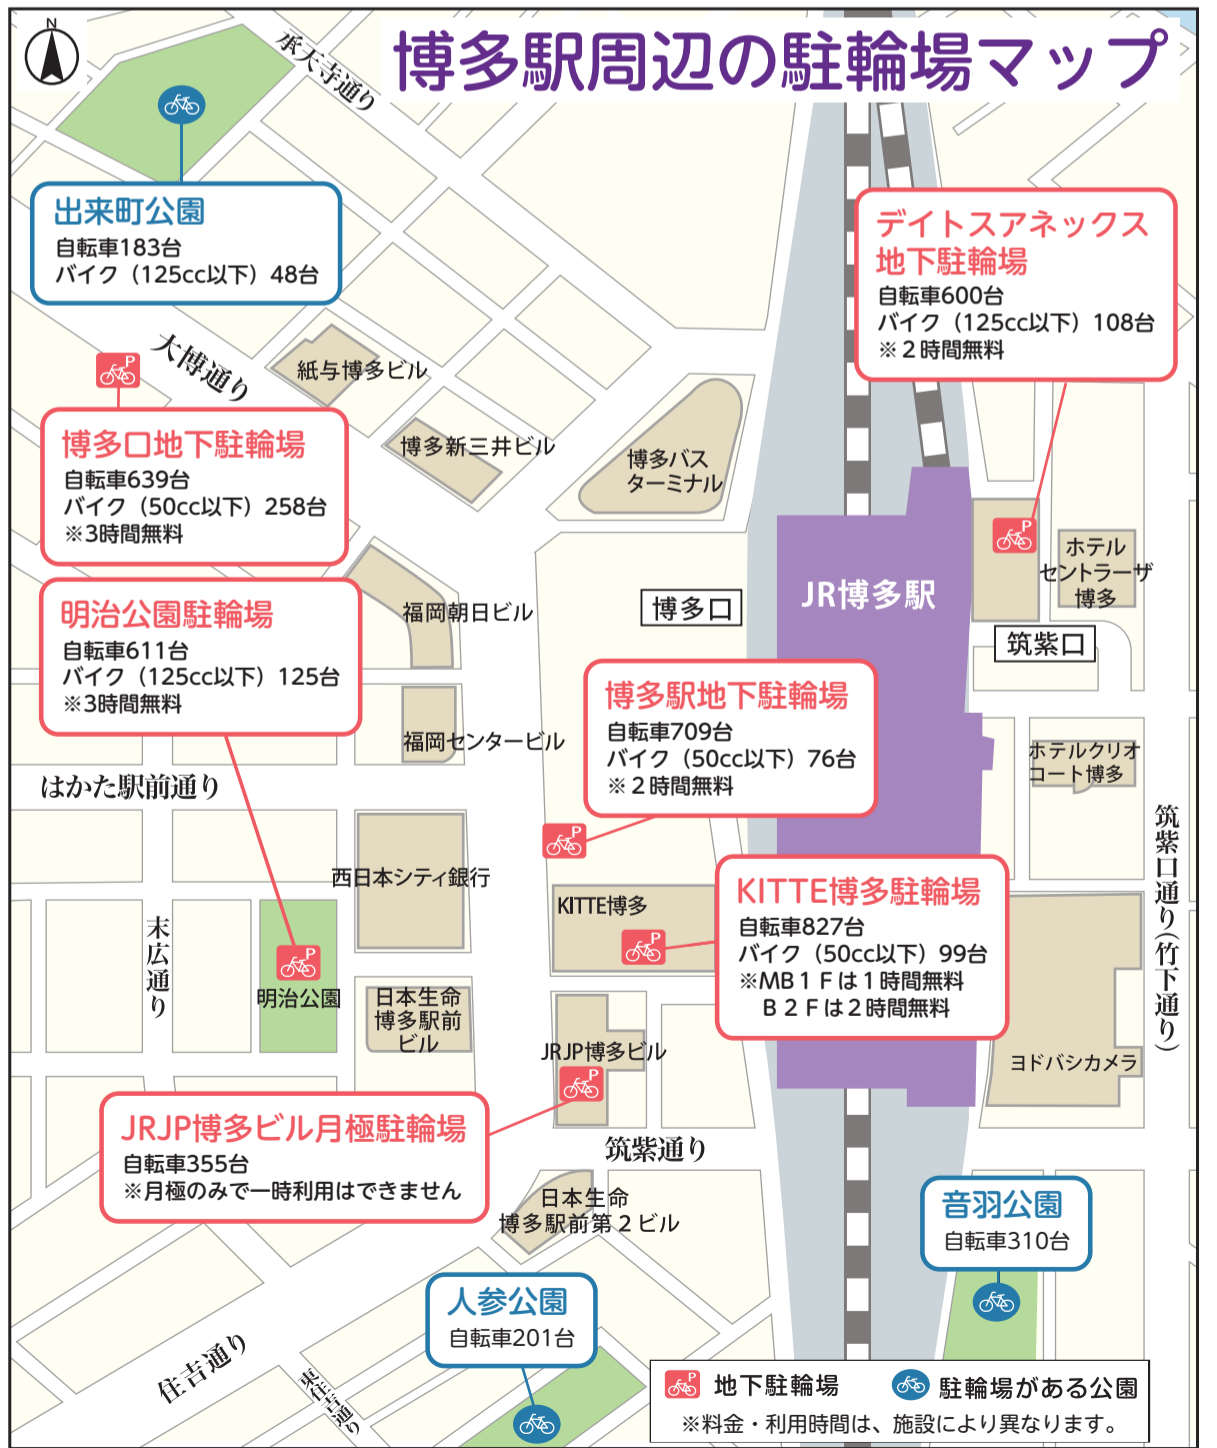 N
博多駅周辺の駐輪場マップ
承天寺通り
出来町公園
自転車183台
バイク（125cc以下）48台
デイトスアネックス
地下駐輪場
自転車600台
バイク（125cc以下）108台
※２時間無料
大博通り
紙与博多ビル
P
博多口地下駐輪場
自転車639台
バイク（50cc以下）258台
※3時間無料
博多新三井ビル
博多バス
ターミナル
P
ホテル
セントラーザ
博多
JR博多駅
博多口
筑紫口
福岡朝日ビル
明治公園駐輪場
自転車611台
バイク（125cc以下）125台
※3時間無料
博多駅地下駐輪場
自転車709台
バイク（50cc以下）76台
※２時間無料
福岡センタービル
ホテルクリオ
コート博多
はかた駅前通り
P
筑紫口通り（竹下通り）
西日本シティ銀行
KITTE博多
P
KITTE博多駐輪場
自転車827台
バイク（50cc以下）99台
※MB１Ｆは１時間無料
Ｂ２Ｆは２時間無料
末広通り
P
明治公園
日本生命
博多駅前
ビル
JRJP博多ビル
P
ヨドバシカメラ
JRJP博多ビル月極駐輪場
自転車355台
※月極のみで一時利用はできません
筑紫通り
日本生命
博多駅前第２ビル
音羽公園
自転車310台
人参公園
自転車201台
住吉通り
東住吉通り
P
地下駐輪場
駐輪場がある公園
※料金・利用時間は、施設により異なります。